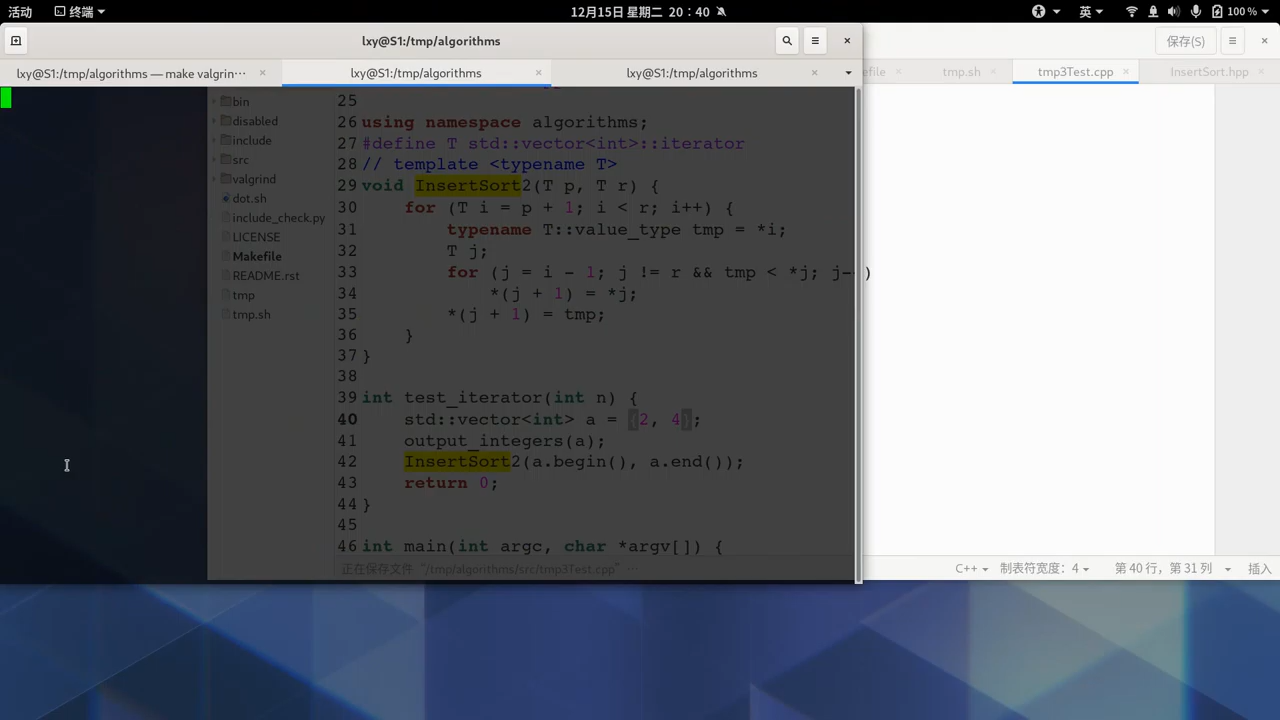 活动 终端 12月15日 星期二 20：40 英 100 %
lxy@S1:/tmp/algorithms 保存(S)
lxy@S1:/tmp/algorithms — make valgrin… lxy@S1:/tmp/algorithms lxy@S1:/tmp/algorithms efile tmp.sh tmp3Test.cpp InsertSort.hpp
bin
disabled
include
src
valgrind
dot.sh
include_check.py
LICENSE
Makefile
README.rst
tmp
tmp.sh
25
26 using namespace algorithms;
27 #define T std::vector<int>::iterator
28 // template <typename T>
29 void InsertSort2(T p, T r) {
30     for (T i = p + 1; i < r; i++) {
31         typename T::value_type tmp = *i;
32         T j;
33         for (j = i - 1; j != r && tmp < *j; j--)
34             *(j + 1) = *j;
35         *(j + 1) = tmp;
36     }
37 }
38
39 int test_iterator(int n) {
40     std::vector<int> a = {2, 4};
41     output_integers(a);
42     InsertSort2(a.begin(), a.end());
43     return 0;
44 }
45
46 int main(int argc, char *argv[]) {
正在保存文件 “/tmp/algorithms/src/tmp3Test.cpp” … C++ 制表符宽度：4 第 40 行，第 31 列 插入